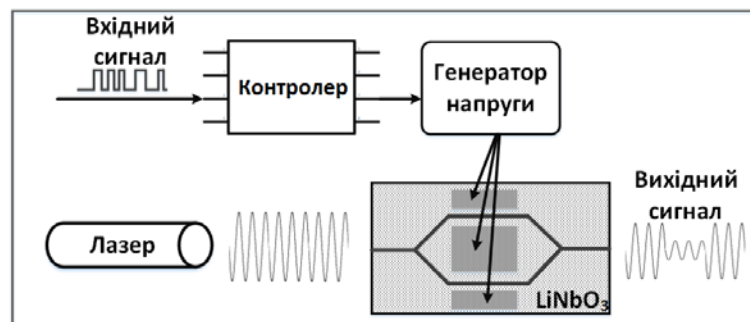 Вхідний
сигнал
Контролер
Генератор
напруги
Лазер
Вихідний
сигнал
LiNbO₃